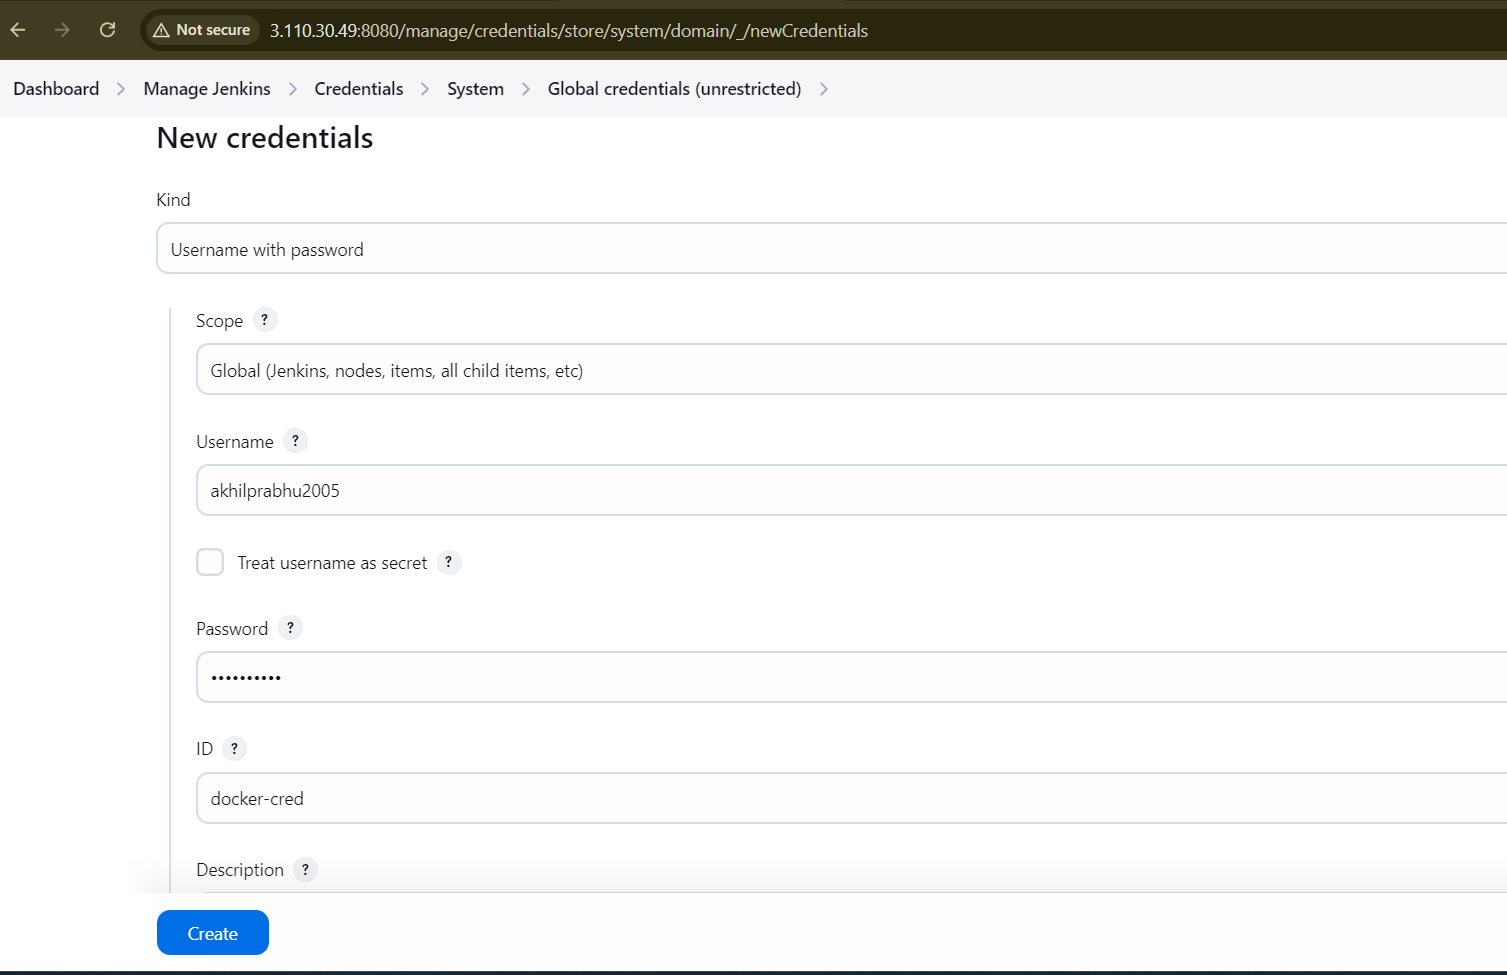 Not secure 3.110.30.49:8080/manage/credentials/store/system/domain/_/newCredentials
Dashboard > Manage Jenkins > Credentials > System > Global credentials (unrestricted) >
New credentials
Kind
Username with password
Scope ?
Global (Jenkins, nodes, items, all child items, etc)
Username ?
akhilprabhu2005
Treat username as secret ?
Password ?
••••••••••
ID ?
docker-cred
Description ?
Create